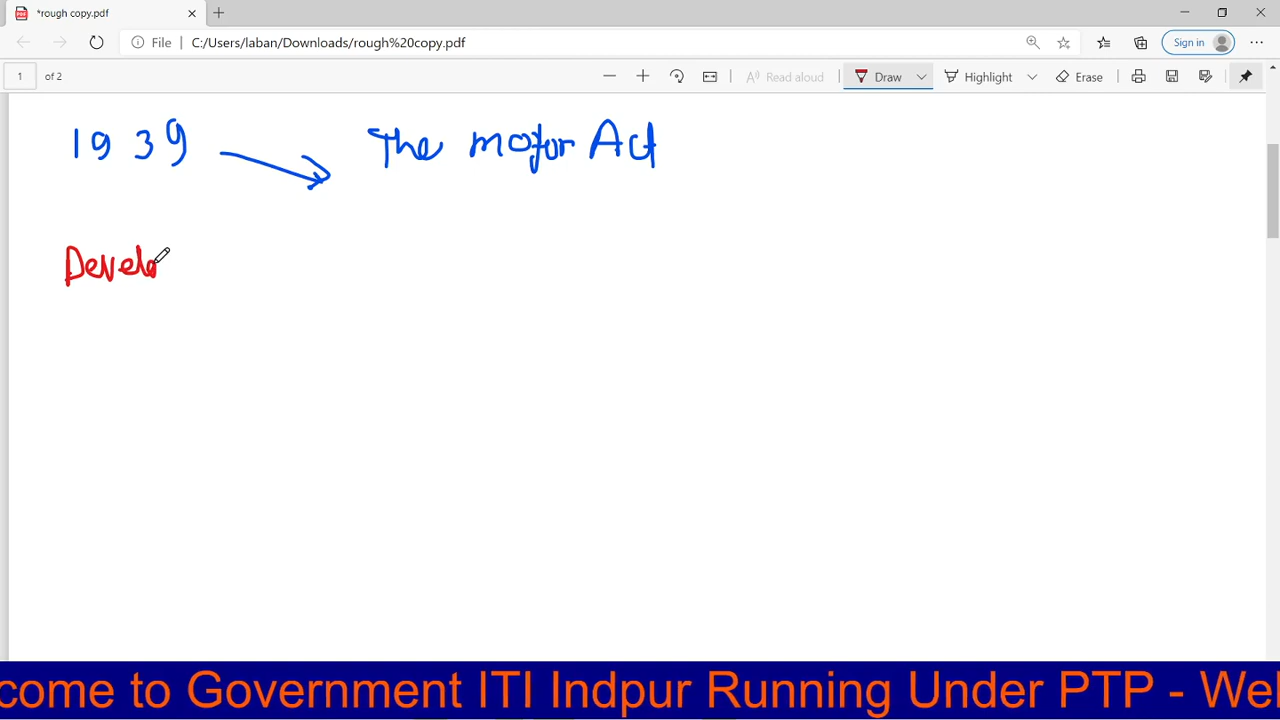 *rough copy.pdf
File C:/Users/laban/Downloads/rough%20copy.pdf Sign in
1 of 2 Read aloud Draw Highlight Erase
1939 The motor Act
Develo
come to Government ITI Indpur Running Under PTP - Wel